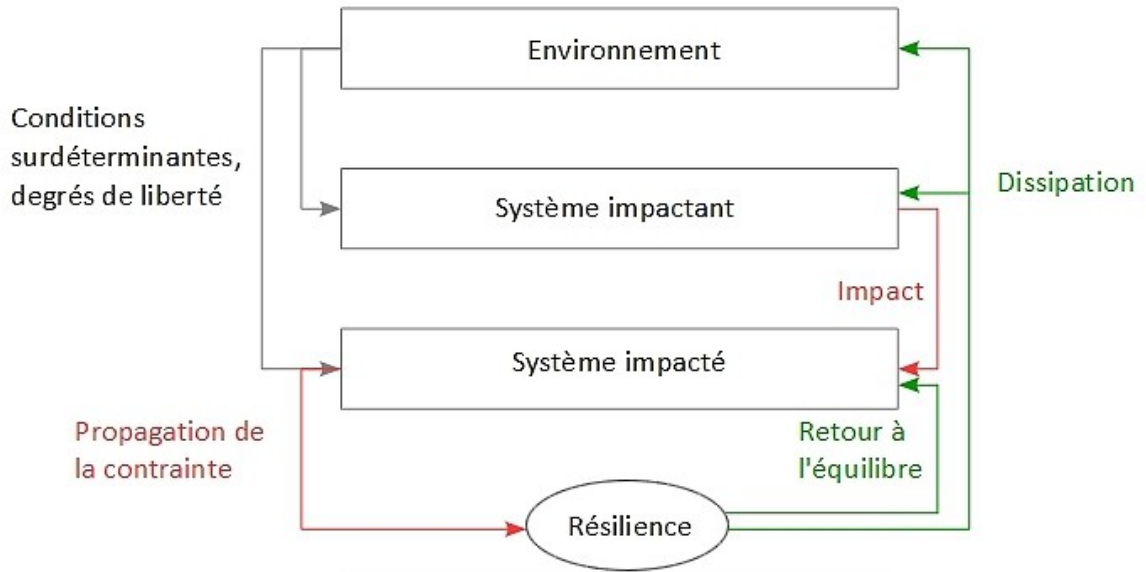 Environnement
Conditions
surdéterminantes,
degrés de liberté
Système impactant
Dissipation
Impact
Système impacté
Propagation de
la contrainte
Retour à
l'équilibre
Résilience